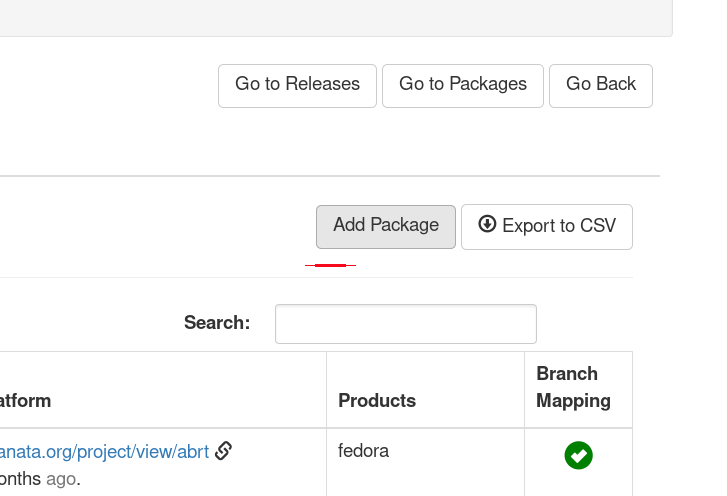 Go to Releases Go to Packages Go Back
Add Package Export to CSV
Search:
atform Products Branch Mapping
anata.org/project/view/abrt fedora
onths ago.